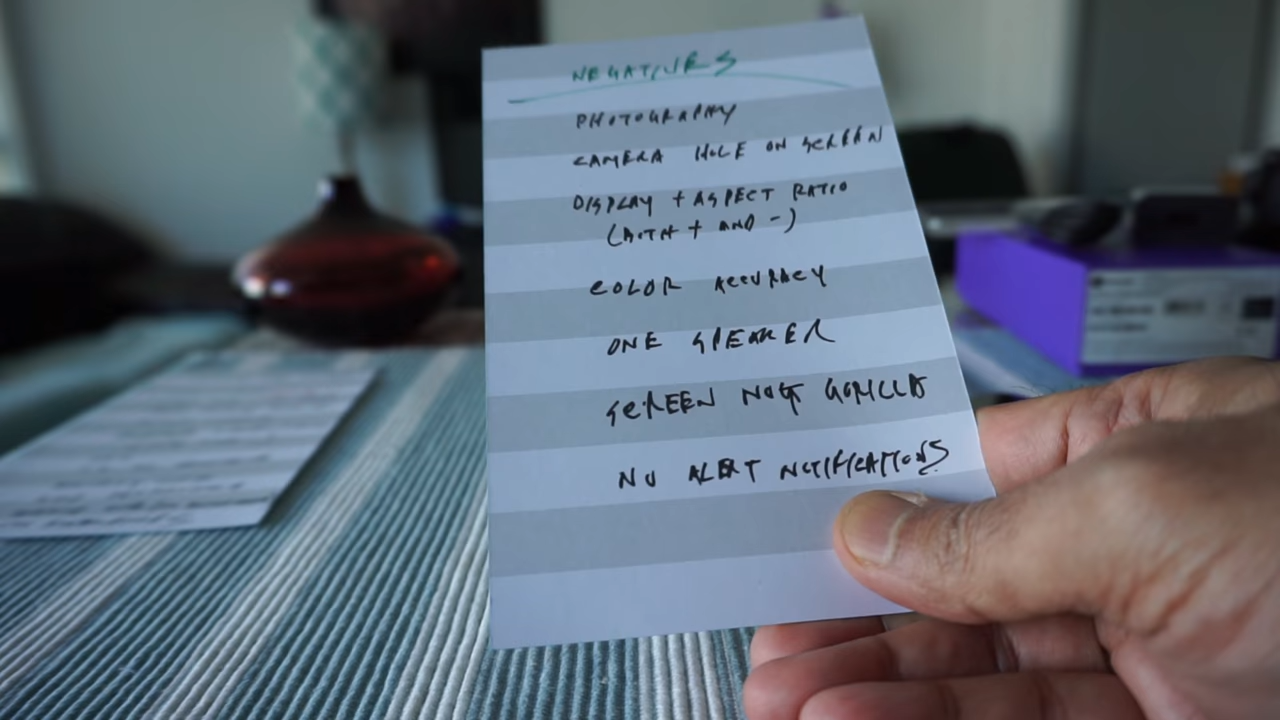 NEGATIVES
PHOTOGRAPHY
CAMERA HOLE ON SCREEN
DISPLAY + ASPECT RATIO
(BOTH + AND -)
COLOR ACCURACY
ONE SPEAKER
SCREEN NOT GORILLA
NO ALERT NOTIFICATIONS